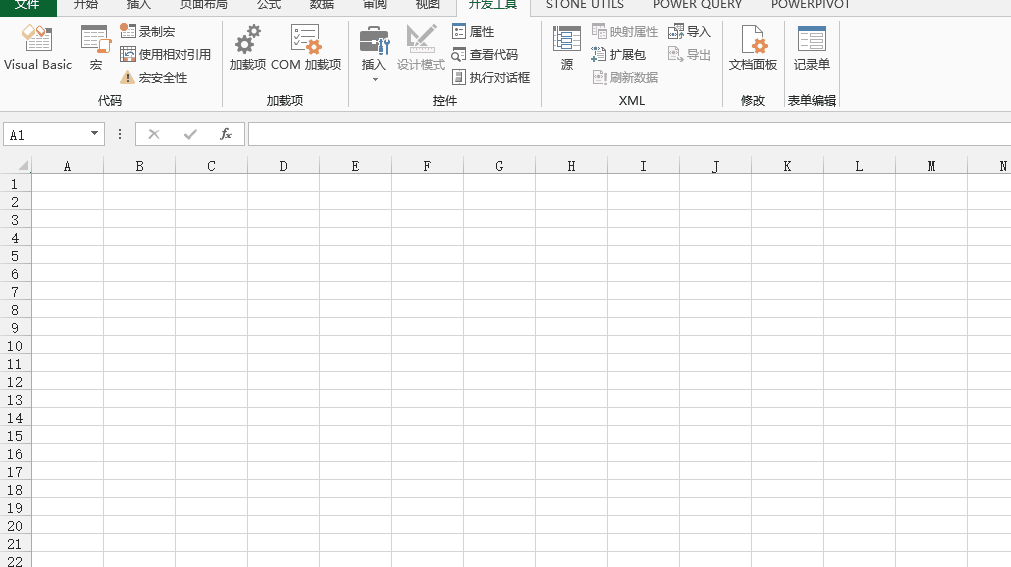 文件 开始 插入 页面布局 公式 数据 审阅 视图 开发工具 STONE UTILS POWER QUERY POWERPIVOT
Visual Basic
宏
录制宏
使用相对引用
宏安全性
代码
加载项
COM 加载项
加载项
插入
设计模式
属性
查看代码
执行对话框
控件
源
映射属性
扩展包
刷新数据
导入
导出
XML
文档面板
修改
记录单
表单编辑
A1
fx
A B C D E F G H I J K L M N
1
2
3
4
5
6
7
8
9
10
11
12
13
14
15
16
17
18
19
20
21
22